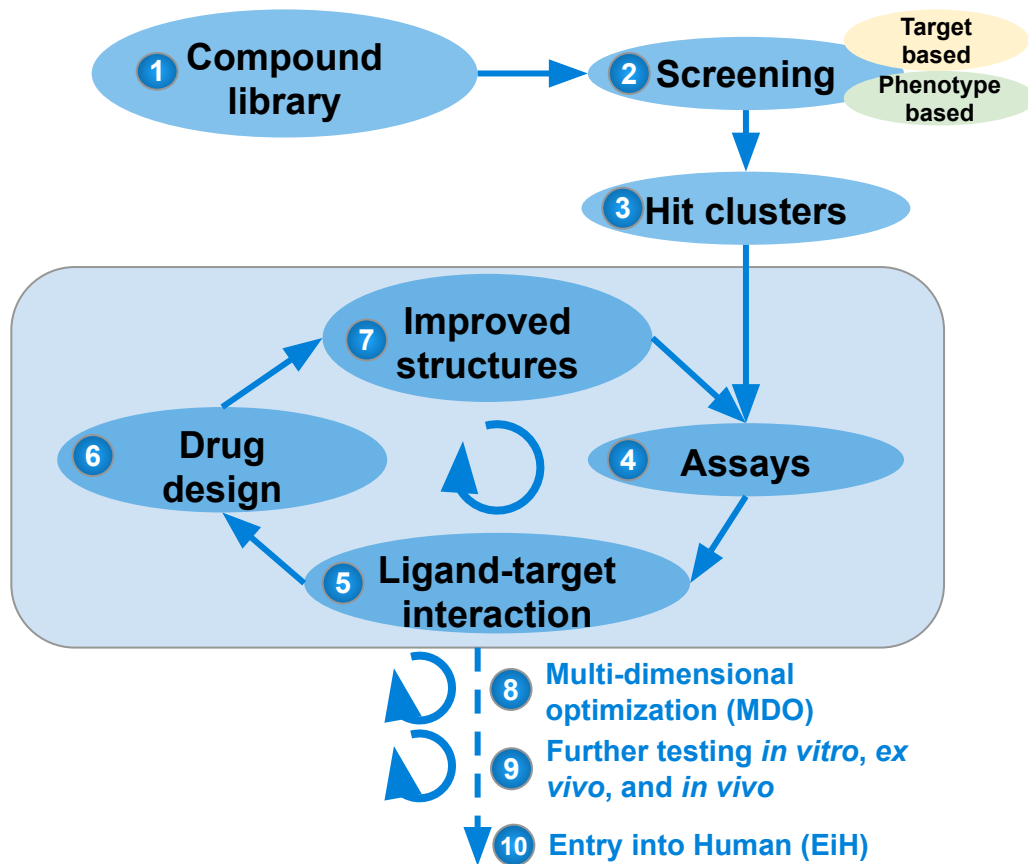 1 Compound
library
2 Screening
Target
based
Phenotype
based
3 Hit clusters
7 Improved
structures
6 Drug
design
4 Assays
5 Ligand-target
interaction
8 Multi-dimensional
optimization (MDO)
9 Further testing in vitro, ex
vivo, and in vivo
10 Entry into Human (EiH)